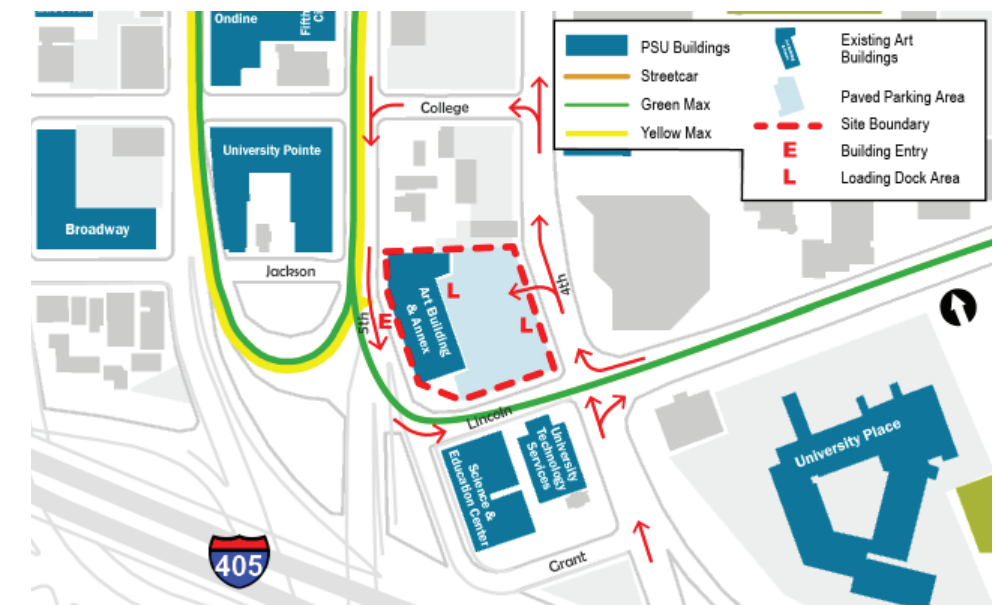 Ondine
Fifth
PSU Buildings
Streetcar
Green Max
Yellow Max
Existing Art
Buildings
Paved Parking Area
Site Boundary
E
Building Entry
L
Loading Dock Area
College
University Pointe
Broadway
Jackson
5th
E
Art Building
& Annex
L
L
4th
Lincoln
University
Technology
Services
Science &
Education Center
University Place
Grant
405